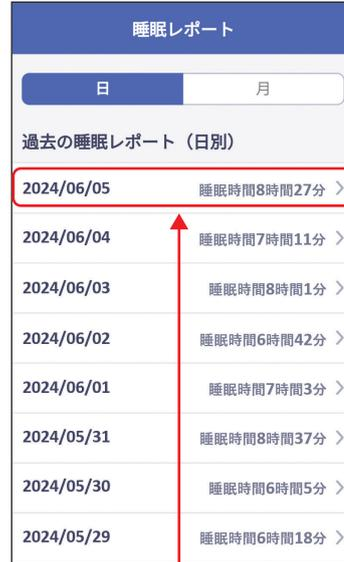 睡眠レポート
日 月
過去の睡眠レポート（日別）
2024/06/05 睡眠時間8時間27分
2024/06/04 睡眠時間7時間11分
2024/06/03 睡眠時間8時間1分
2024/06/02 睡眠時間6時間42分
2024/06/01 睡眠時間7時間3分
2024/05/31 睡眠時間8時間37分
2024/05/30 睡眠時間6時間5分
2024/05/29 睡眠時間6時間18分